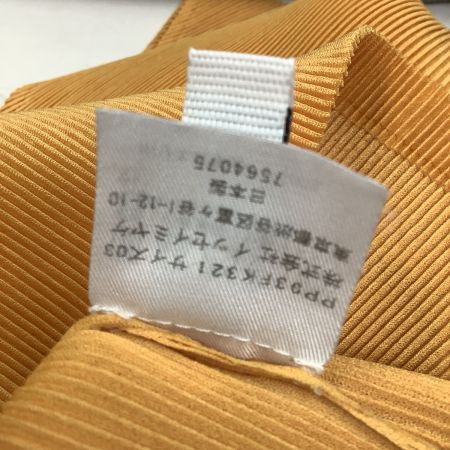 PP93FK321 サイズ03
株式会社 イッセイミヤケ
東京都渋谷区富ヶ谷1-12-10
日本製
7564075